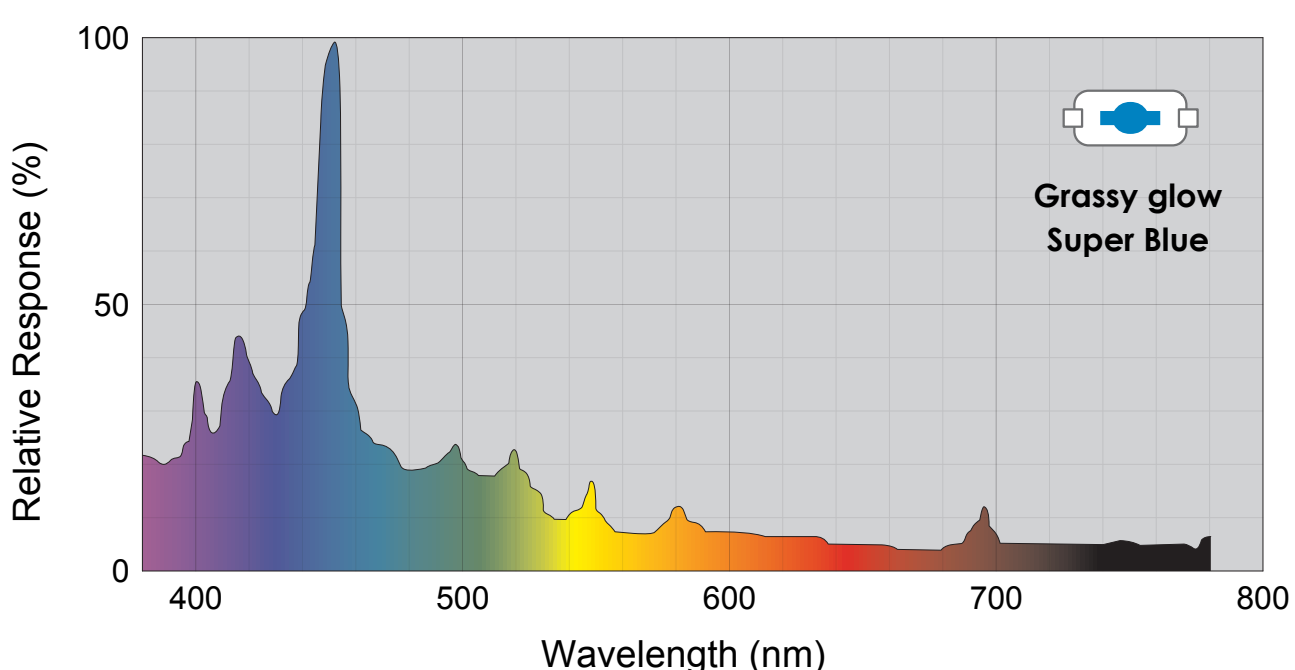 100
50
0
Relative Response (%)
Grassy glow
Super Blue
400 500 600 700 800
Wavelength (nm)